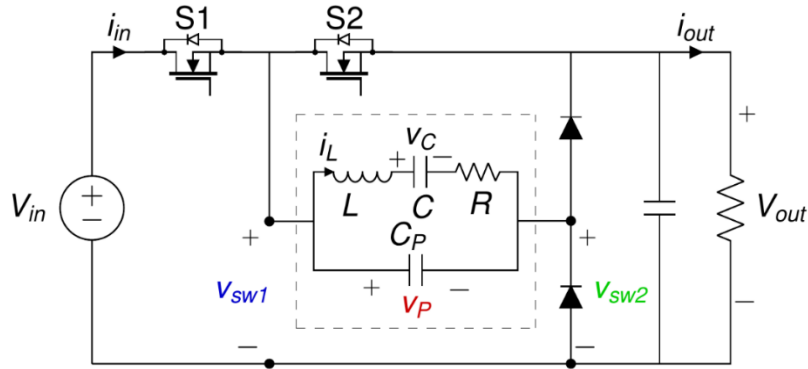 i_in S1 S2 i_out
+
i_L + v_C −
V_in + − L C R V_out
+ C_P +
v_sw1 + v_P − v_sw2
− − −